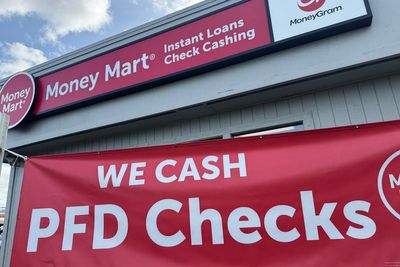 Money Mart®
Instant Loans
Check Cashing
MoneyGram.
Money
Mart®
WE CASH
PFD Checks
M